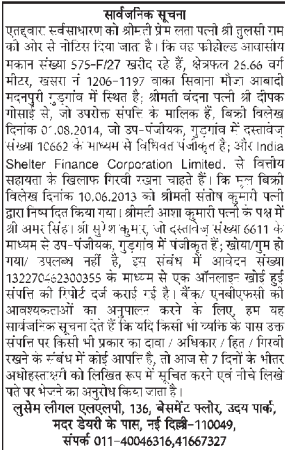 सार्वजनिक सूचना
एतद्द्वारा सर्वसाधारण को श्रीमती प्रेम लता पत्नी श्री तुलसी गम
की ओर से नोटिस दिया जाता है। कि वह फ्रीहोल्ड आवासीय
मकान संख्या 575-F/27 खरीद रहे हैं, क्षेत्रफल 26.66 वर्ग
मीटर, खसरा नं 1206-1197 वाका सिवाना मौजा आबादी
मदनपुरी गुड़गांव में स्थित है; श्रीमती वंदना पत्नी श्री दीपक
गोसाई से, जो उपरोक्त संपत्ति के मालिक हैं, बिक्री विलेख
दिनांक 01.08.2014, जो उप-पंजीयक, गुड़गांव में दस्तावेज़
संख्या 10662 के माध्यम से विधिवत पंजीकृत है; और India
Shelter Finance Corporation Limited. से वित्तीय
सहायता के खिलाफ गिरवी रखना चाहते हैं। कि मूल बिक्री
विलेख दिनांक 10.06.2013 को श्रीमती संतोष कुमारी पत्नी
द्वारा निष्पादित किया गया। श्रीमती आशा कुमारी पत्नी के पक्ष में
श्री अमर सिंह। श्री सुरेश कुमार, जो दस्तावेज़ संख्या 6611 के
माध्यम से उप-पंजीयक, गुड़गांव में पंजीकृत हैं; खोया/गुम हो
गया/ उपलब्ध नहीं है, इस संबंध में आवेदन संख्या
132270462300355 के माध्यम से एक ऑनलाइन खोई हुई
संपत्ति की रिपोर्ट दर्ज कराई गई है। बैंक/ एनबीएफसी की
आवश्यकताओं का अनुपालन करने के लिए, हम यह
सार्वजनिक सूचना देते हैं कि यदि किसी भी व्यक्ति के पास उक्त
संपत्ति पर किसी भी प्रकार का दावा / अधिकार / हित / गिरवी
रखने के संबंध में कोई आपत्ति है, तो आज से 7 दिनों के भीतर
अधोहस्ताक्षरी को लिखित रूप में सूचित करें एवं नीचे लिखे
पते पर भेजने का अनुरोध किया जाता है।
लुसेम लीगल एलएलपी, 136, बेसमेंट फ्लोर, उदय पार्क,
मदर डेयरी के पास, नई दिल्ली-110049,
संपर्क 011-40046316,41667327